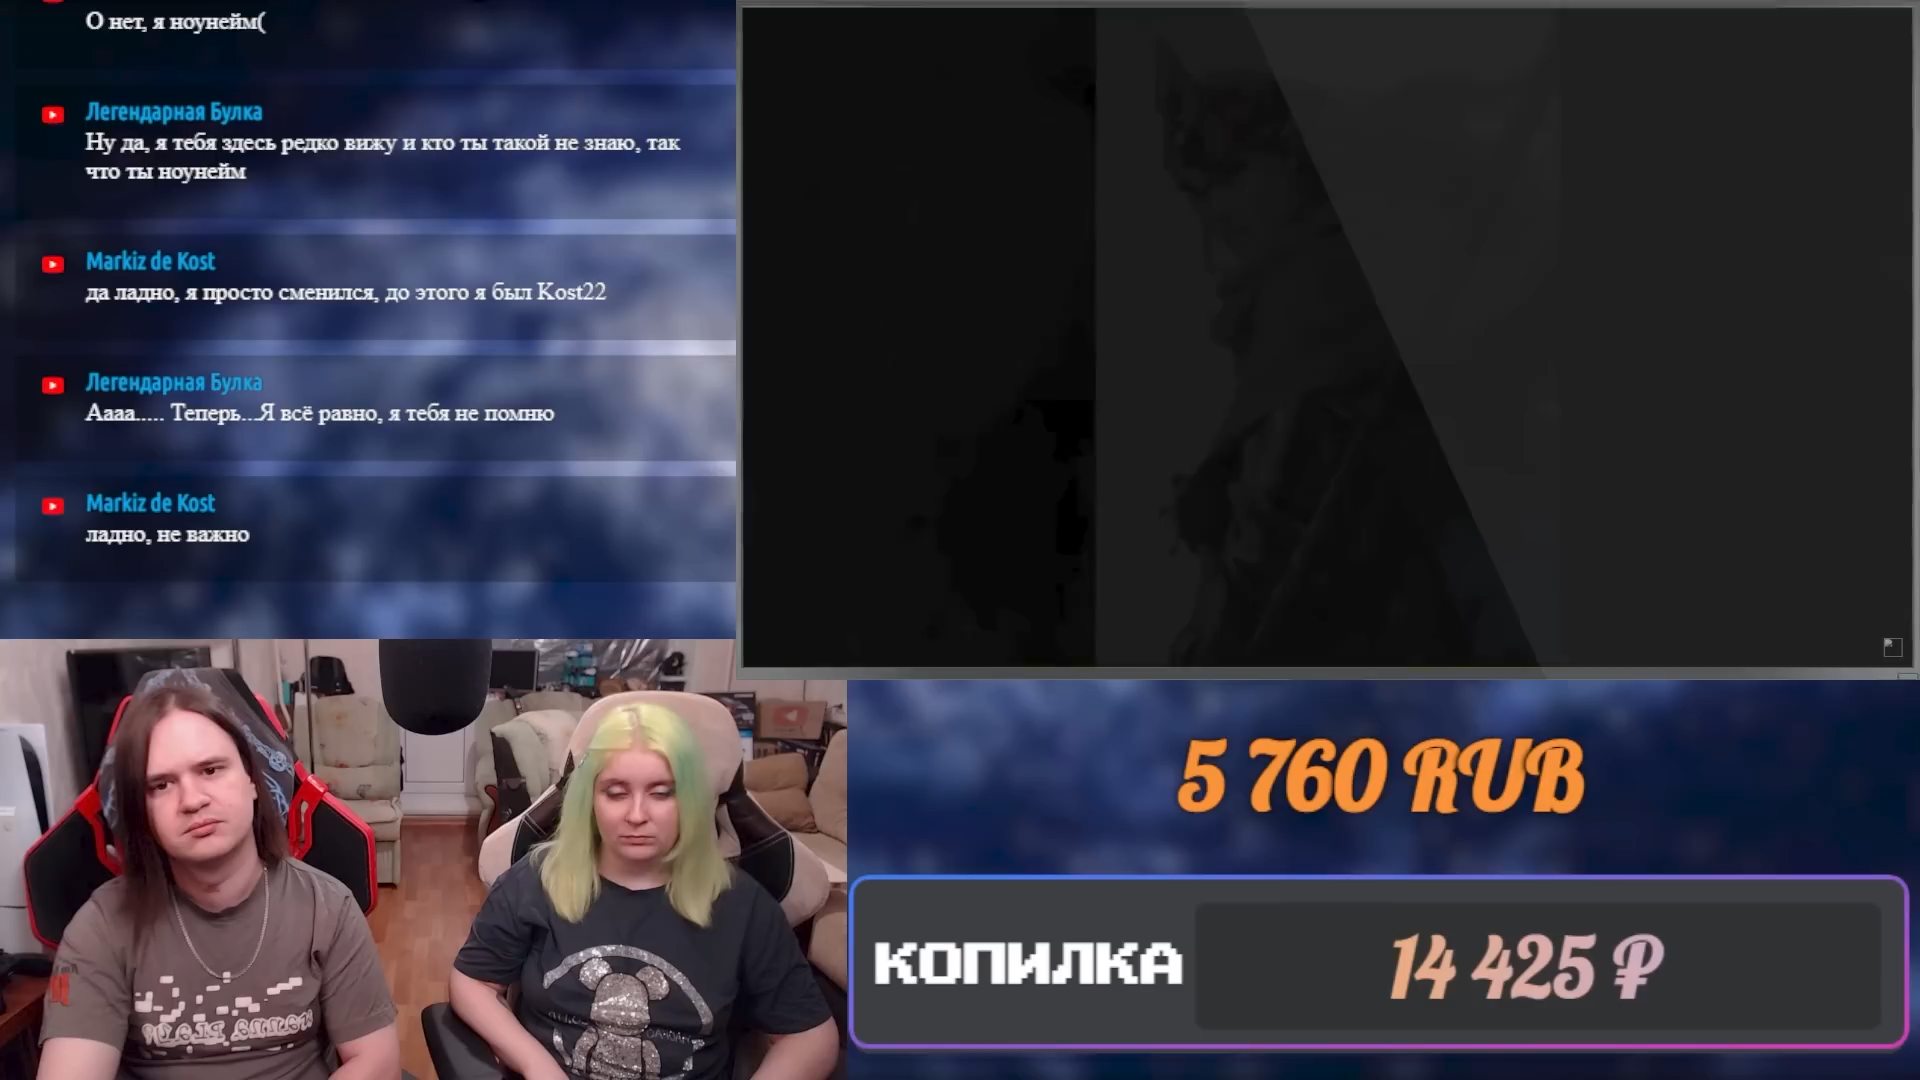 О нет, я ноунейм(
Легендарная Булка
Ну да, я тебя здесь редко вижу и кто ты такой не знаю, так
что ты ноунейм
Markiz de Kost
да ладно, я просто сменился, до этого я был Kost22
Легендарная Булка
Аааа..... Теперь...Я всё равно, я тебя не помню
Markiz de Kost
ладно, не важно
5 760 RUB
КОПИЛКА
14 425 ₽